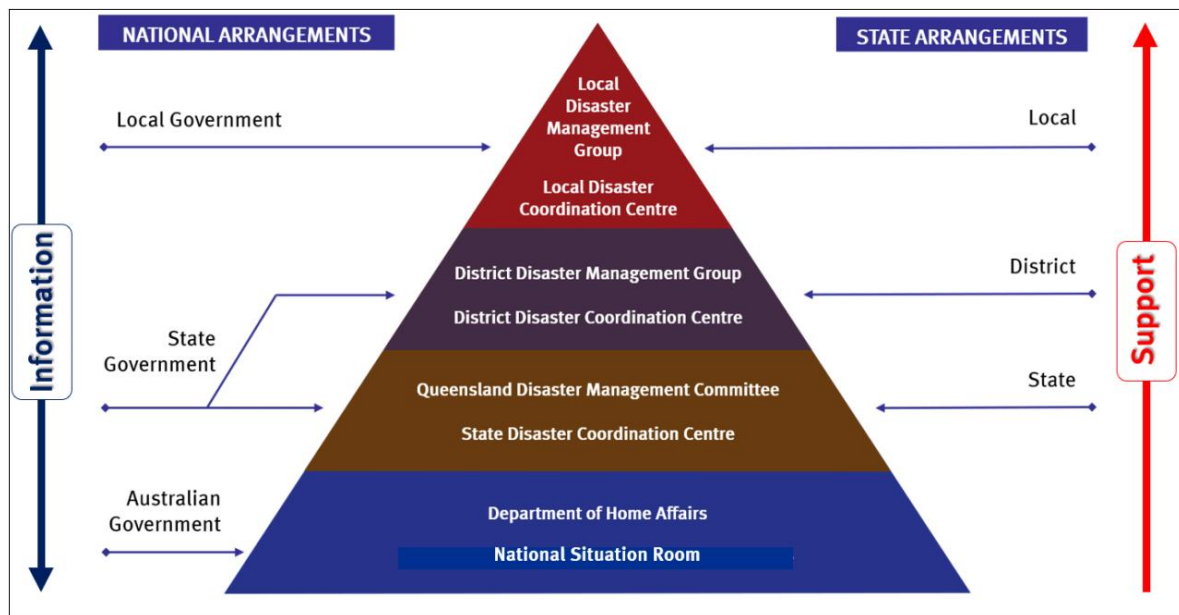 NATIONAL ARRANGEMENTS
STATE ARRANGEMENTS
Information
Local Government
State
Government
Australian
Government
Local
Disaster
Management
Group
Local Disaster
Coordination Centre
District Disaster Management Group
District Disaster Coordination Centre
Queensland Disaster Management Committee
State Disaster Coordination Centre
Department of Home Affairs
National Situation Room
Local
District
State
Support